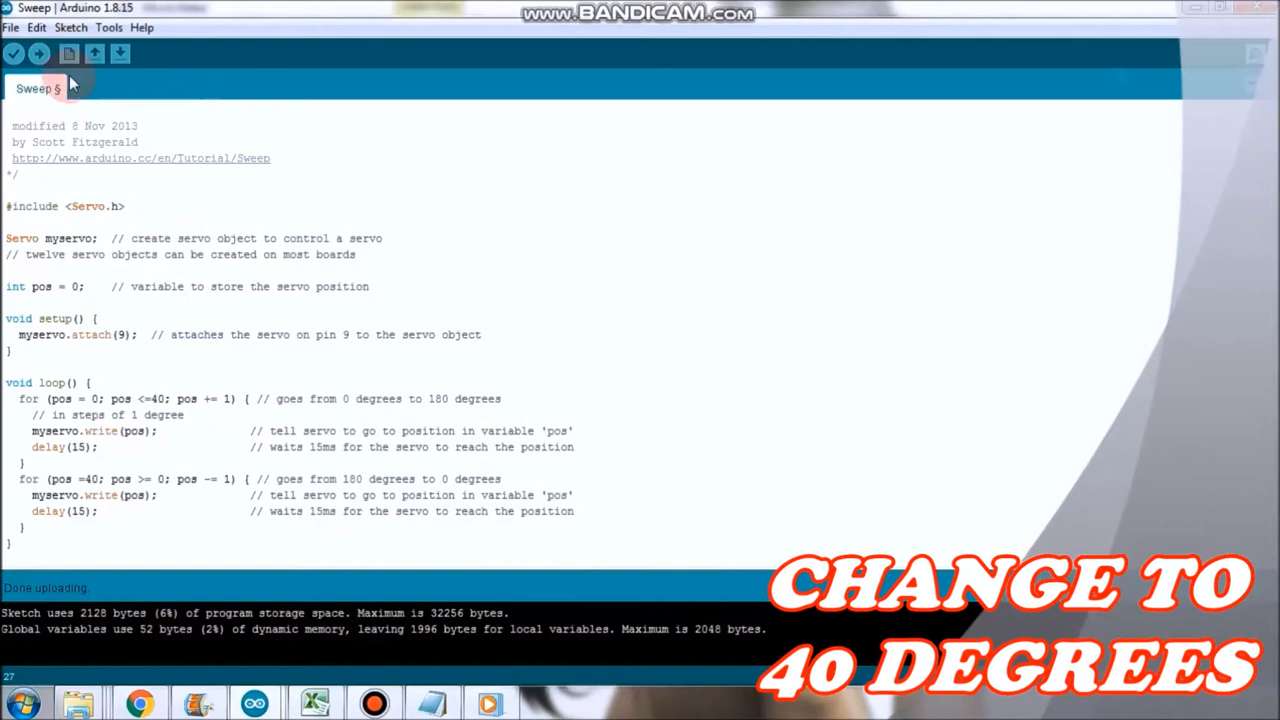 Sweep | Arduino 1.8.15
www.BANDICAM.com
File Edit Sketch Tools Help
Sweep §
modified 8 Nov 2013
by Scott Fitzgerald
http://www.arduino.cc/en/Tutorial/Sweep
*/
#include <Servo.h>
Servo myservo;  // create servo object to control a servo
// twelve servo objects can be created on most boards
int pos = 0;    // variable to store the servo position
void setup() {
  myservo.attach(9);  // attaches the servo on pin 9 to the servo object
}
void loop() {
  for (pos = 0; pos <=40; pos += 1) { // goes from 0 degrees to 180 degrees
    // in steps of 1 degree
    myservo.write(pos);              // tell servo to go to position in variable 'pos'
    delay(15);                       // waits 15ms for the servo to reach the position
  }
  for (pos =40; pos >= 0; pos -= 1) { // goes from 180 degrees to 0 degrees
    myservo.write(pos);              // tell servo to go to position in variable 'pos'
    delay(15);                       // waits 15ms for the servo to reach the position
  }
}
Done uploading.
Sketch uses 2128 bytes (6%) of program storage space. Maximum is 32256 bytes.
Global variables use 52 bytes (2%) of dynamic memory, leaving 1996 bytes for local variables. Maximum is 2048 bytes.
27
CHANGE TO
40 DEGREES